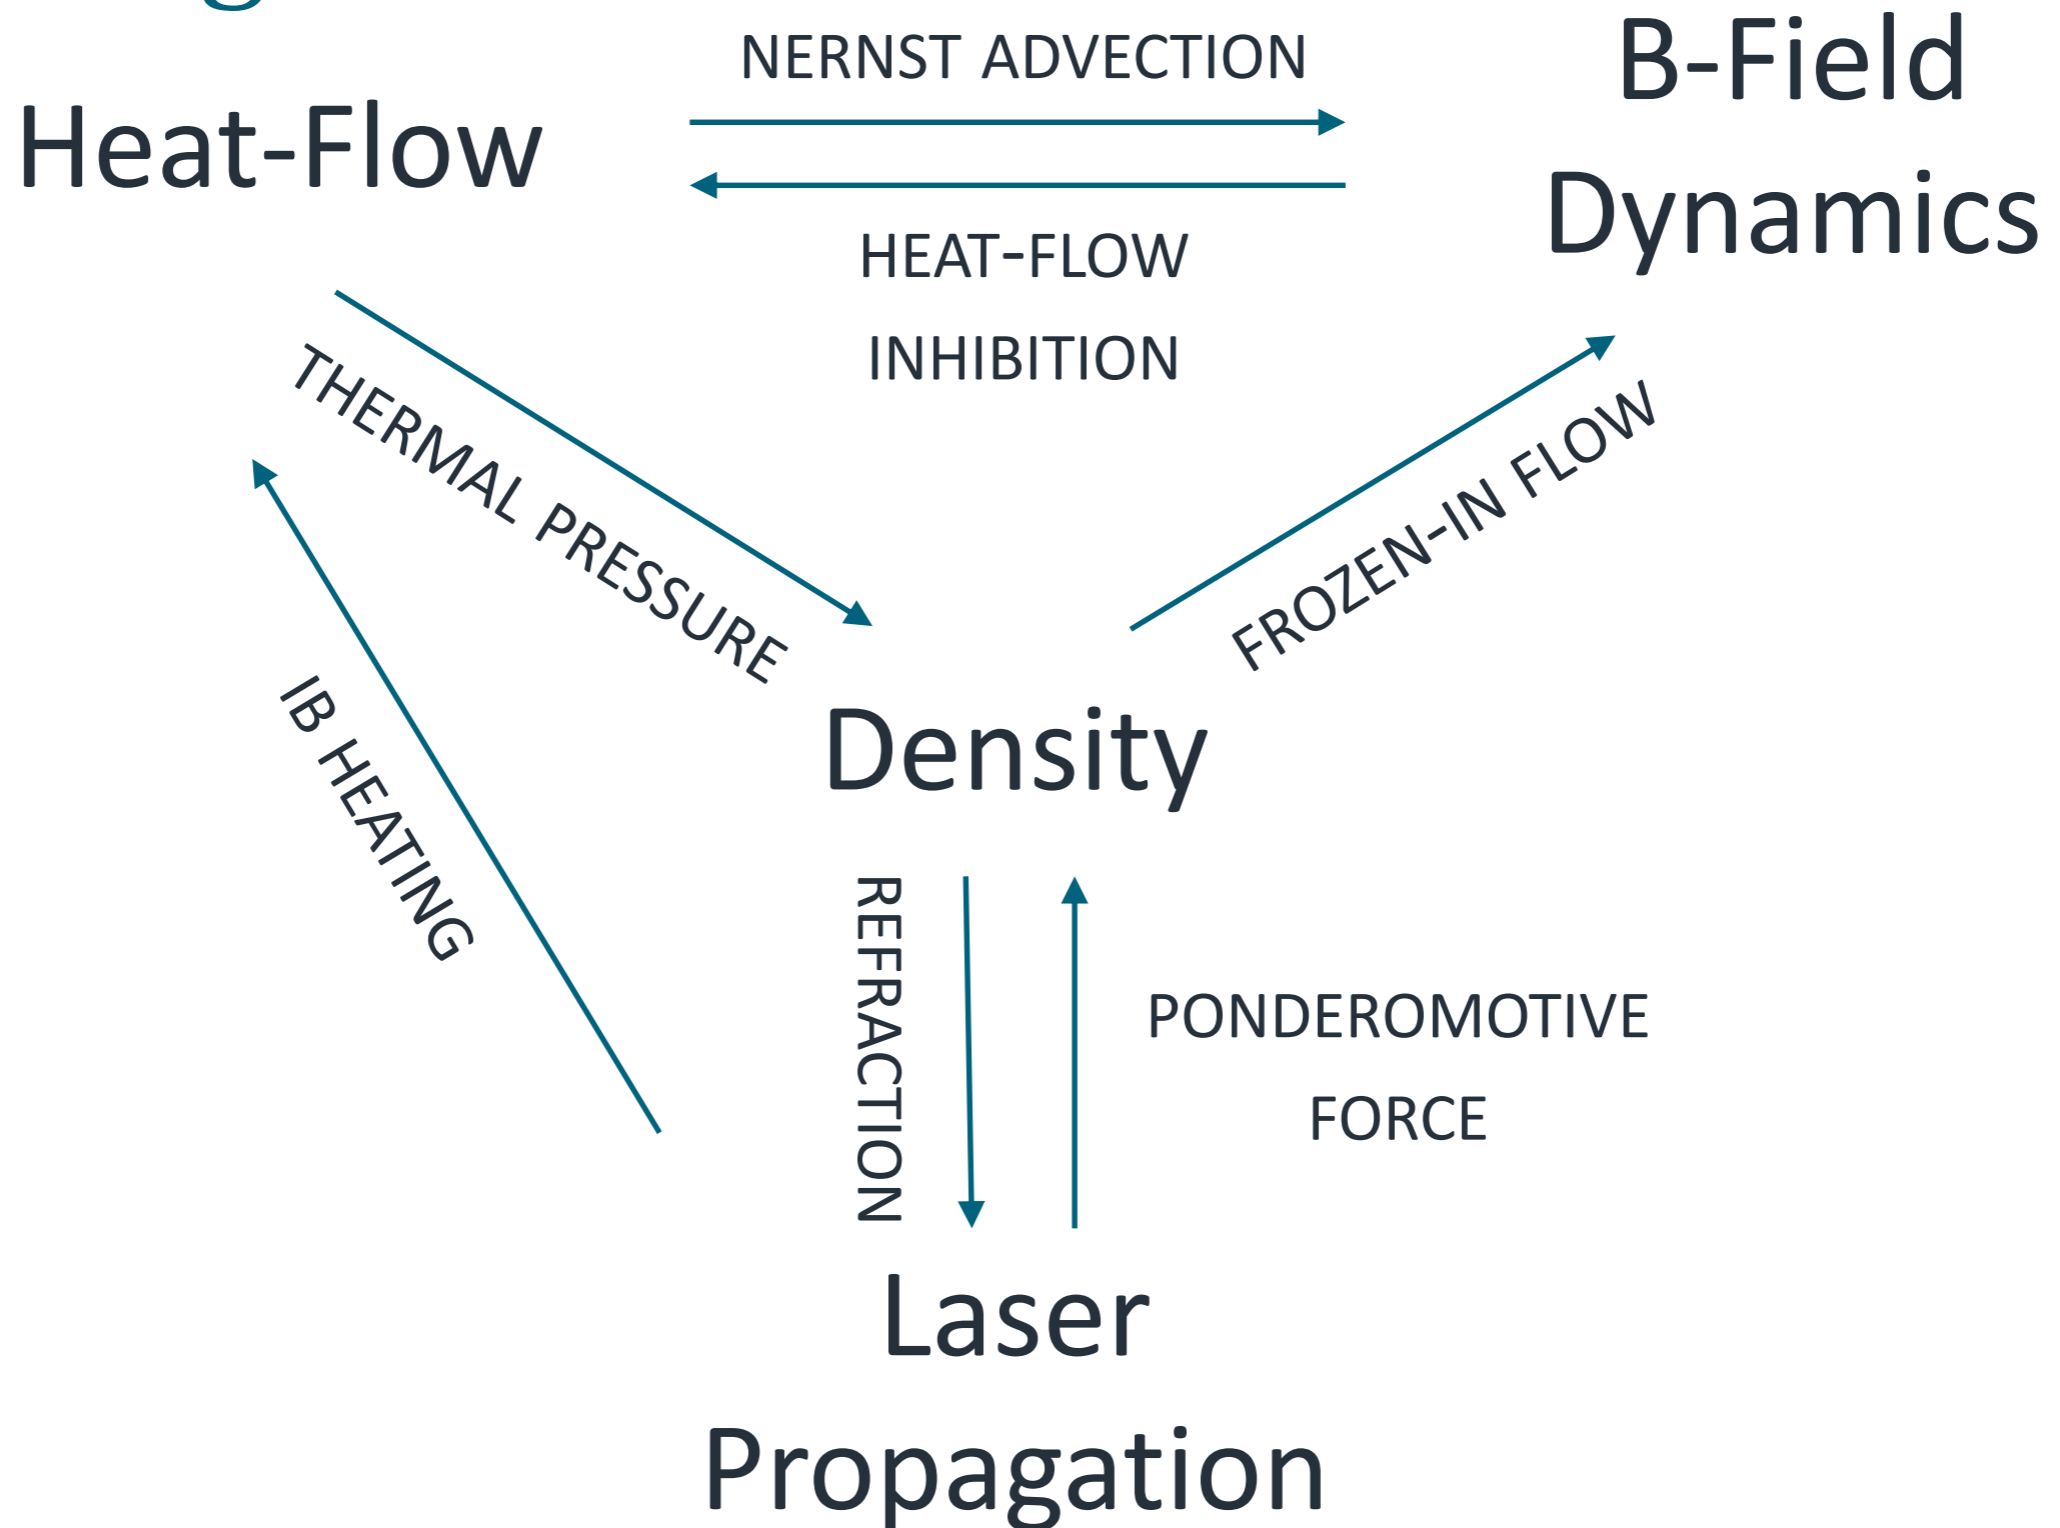 NERNST ADVECTION
B-Field
Dynamics
Heat-Flow
HEAT-FLOW
INHIBITION
THERMAL PRESSURE
FROZEN-IN FLOW
IB HEATING
Density
REFRACTION
PONDEROMOTIVE
FORCE
Laser
Propagation